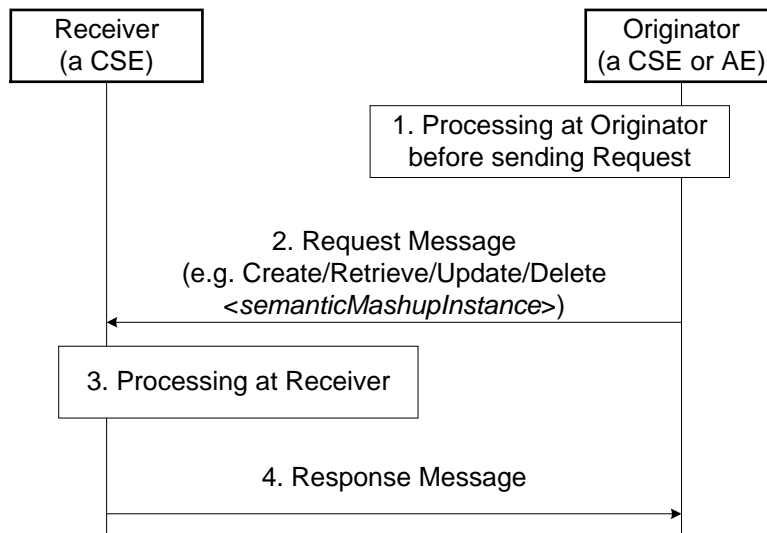 Receiver
(a CSE)
Originator
(a CSE or AE)
1. Processing at Originator
before sending Request
2. Request Message
(e.g. Create/Retrieve/Update/Delete
<semanticMashupInstance>)
3. Processing at Receiver
4. Response Message